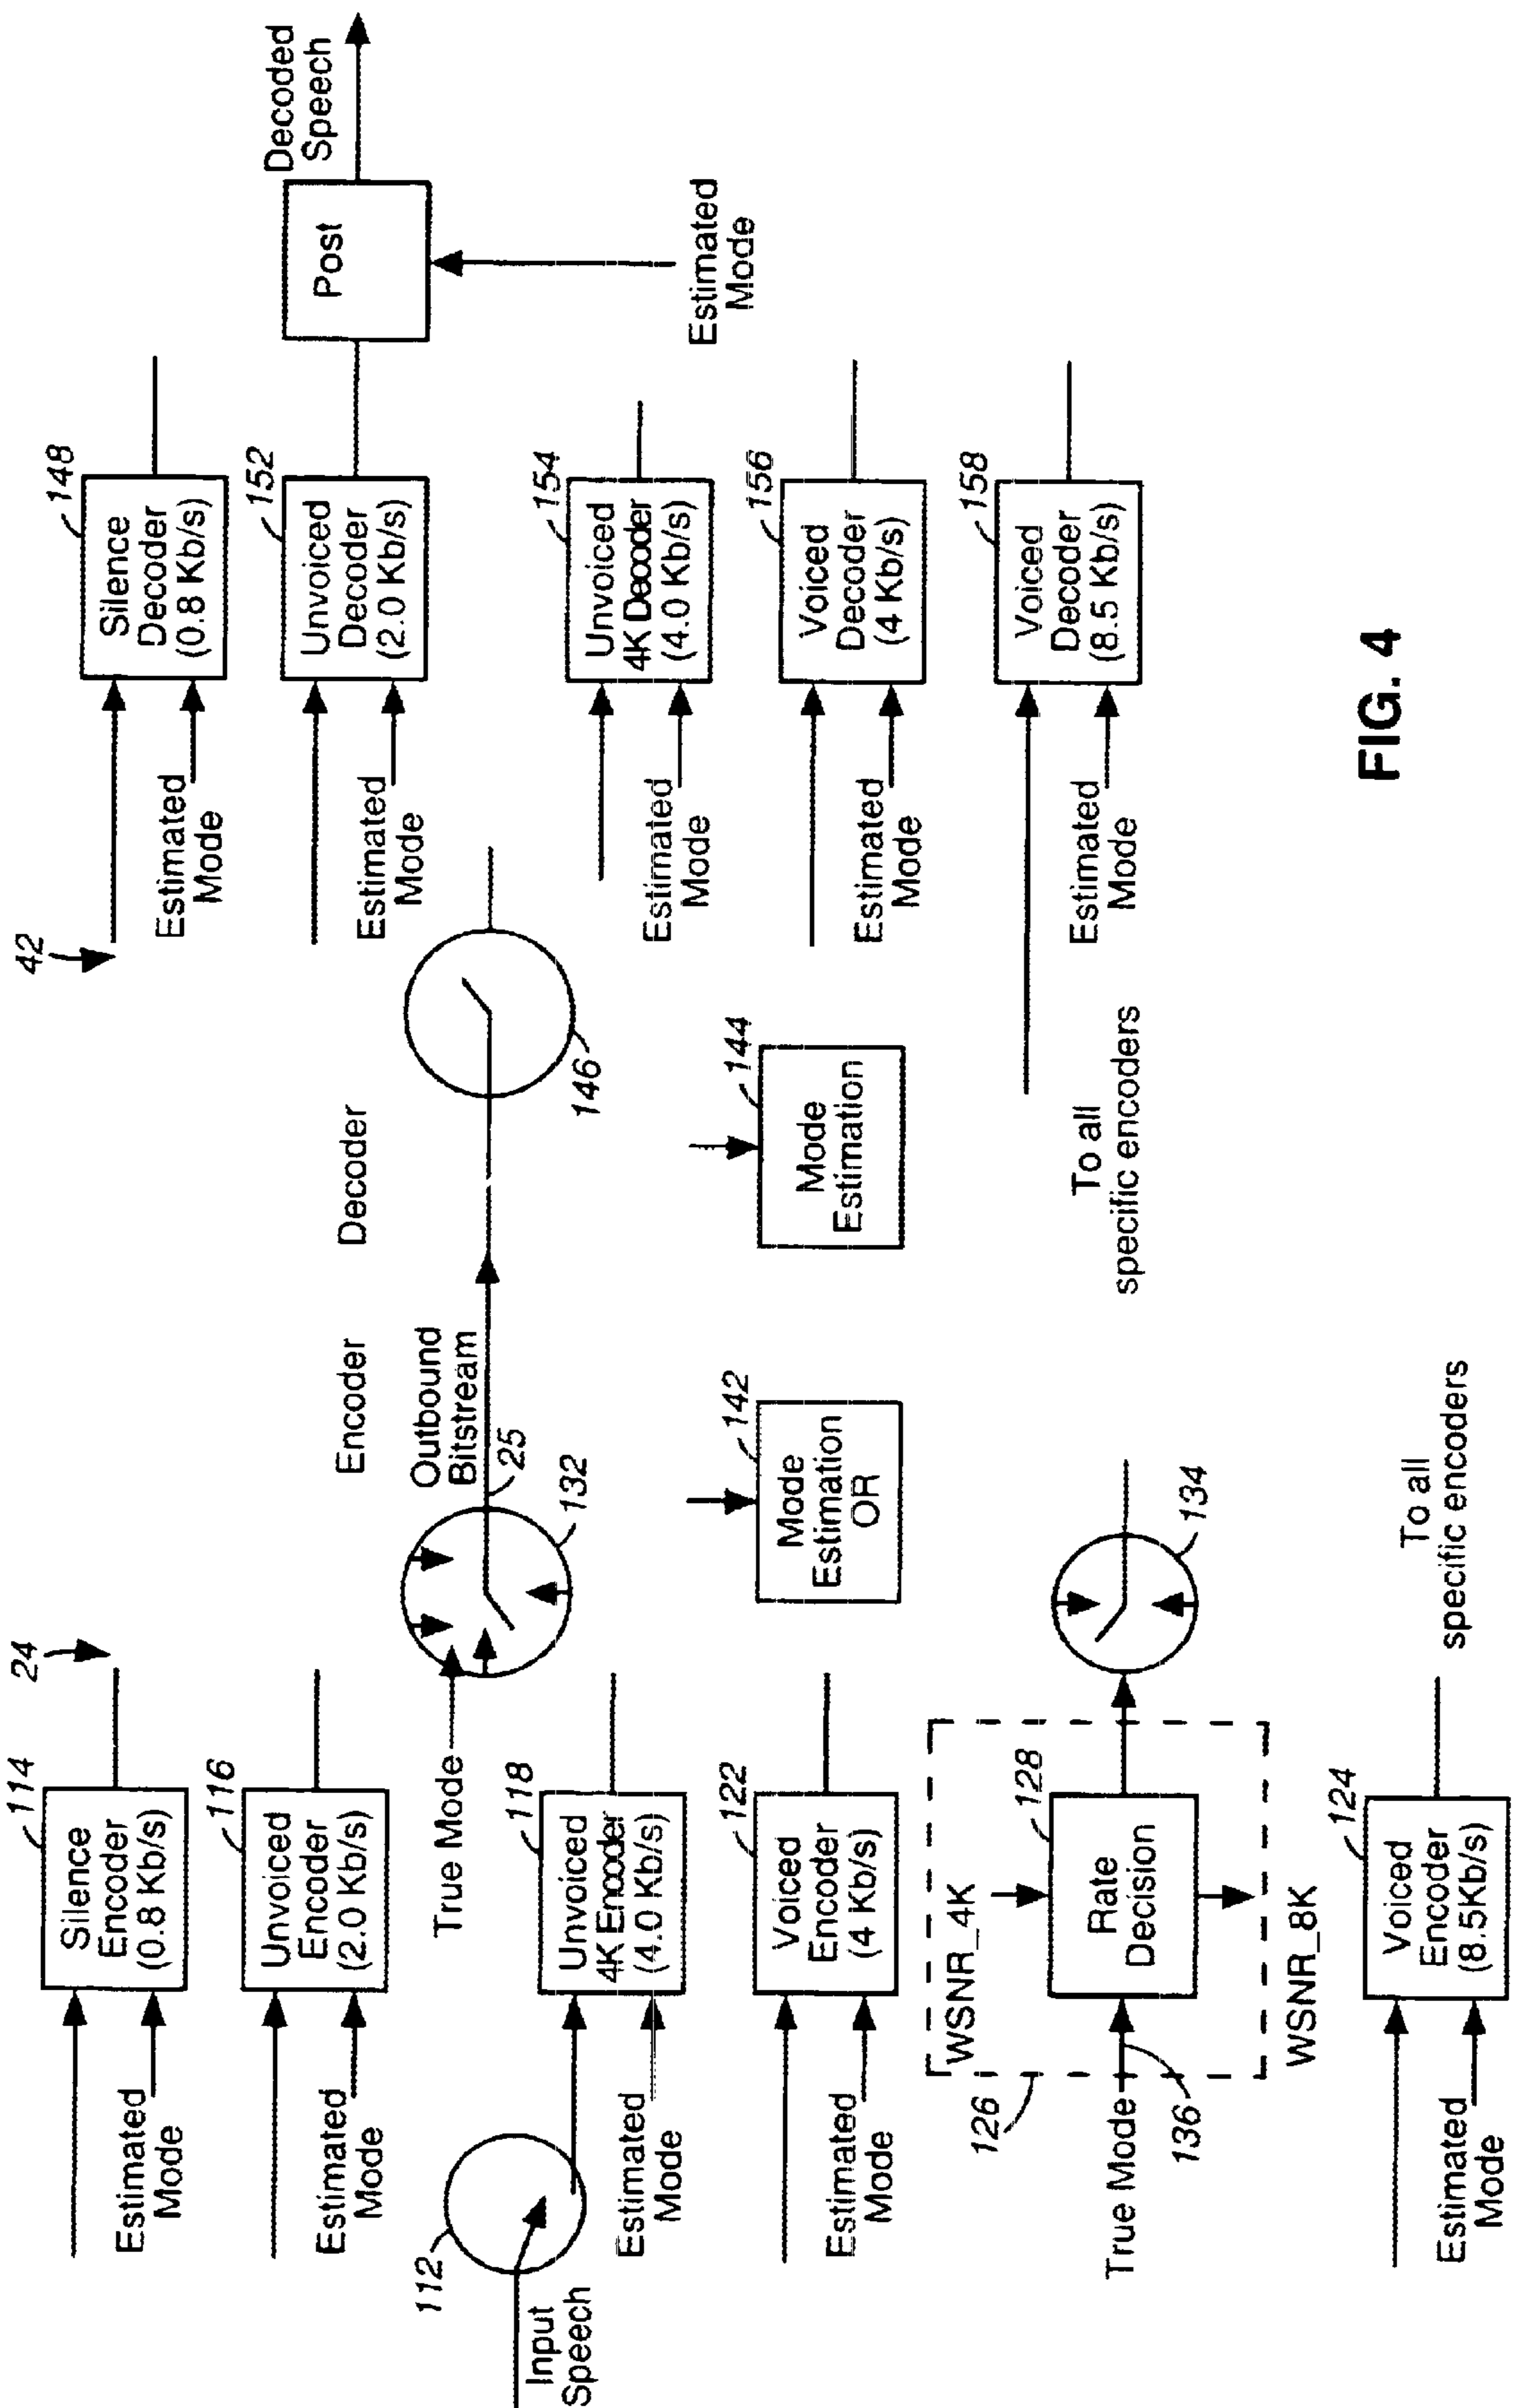 24
114
Silence
Encoder
(0.8 Kb/s)
Estimated
Mode
116
Unvoiced
Encoder
(2.0 Kb/s)
Estimated
Mode
True Mode
112
Input
Speech
118
Unvoiced
4K Encoder
(4.0 Kb/s)
Estimated
Mode
122
Voiced
Encoder
(4 Kb/s)
Estimated
Mode
WSNR_4K
128
Rate
Decision
126
True Mode
136
WSNR_8K
134
124
Voiced
Encoder
(8.5Kb/s)
Estimated
Mode
To all
specific encoders
Encoder
Decoder
Outbound
Bitstream
25
132
142
Mode
Estimation
OR
144
Mode
Estimation
146
To all
specific encoders
42
148
Silence
Decoder
(0.8 Kb/s)
Estimated
Mode
152
Unvoiced
Decoder
(2.0 Kb/s)
Estimated
Mode
154
Unvoiced
4K Decoder
(4.0 Kb/s)
Estimated
Mode
156
Voiced
Decoder
(4 Kb/s)
Estimated
Mode
158
Voiced
Decoder
(8.5 Kb/s)
Estimated
Mode
Post
Decoded
Speech
Estimated
Mode
FIG. 4